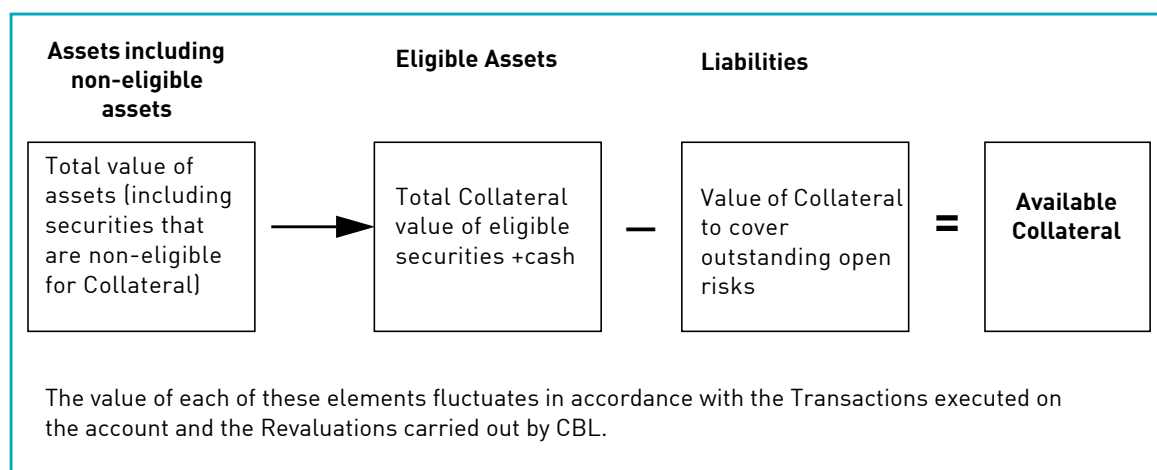 Assets including
non-eligible
assets
Eligible Assets
Liabilities
Total value of
assets (including
securities that
are non-eligible
for Collateral)
Total Collateral
value of eligible
securities +cash
–
Value of Collateral
to cover
outstanding open
risks
=
Available
Collateral
The value of each of these elements fluctuates in accordance with the Transactions executed on
the account and the Revaluations carried out by CBL.